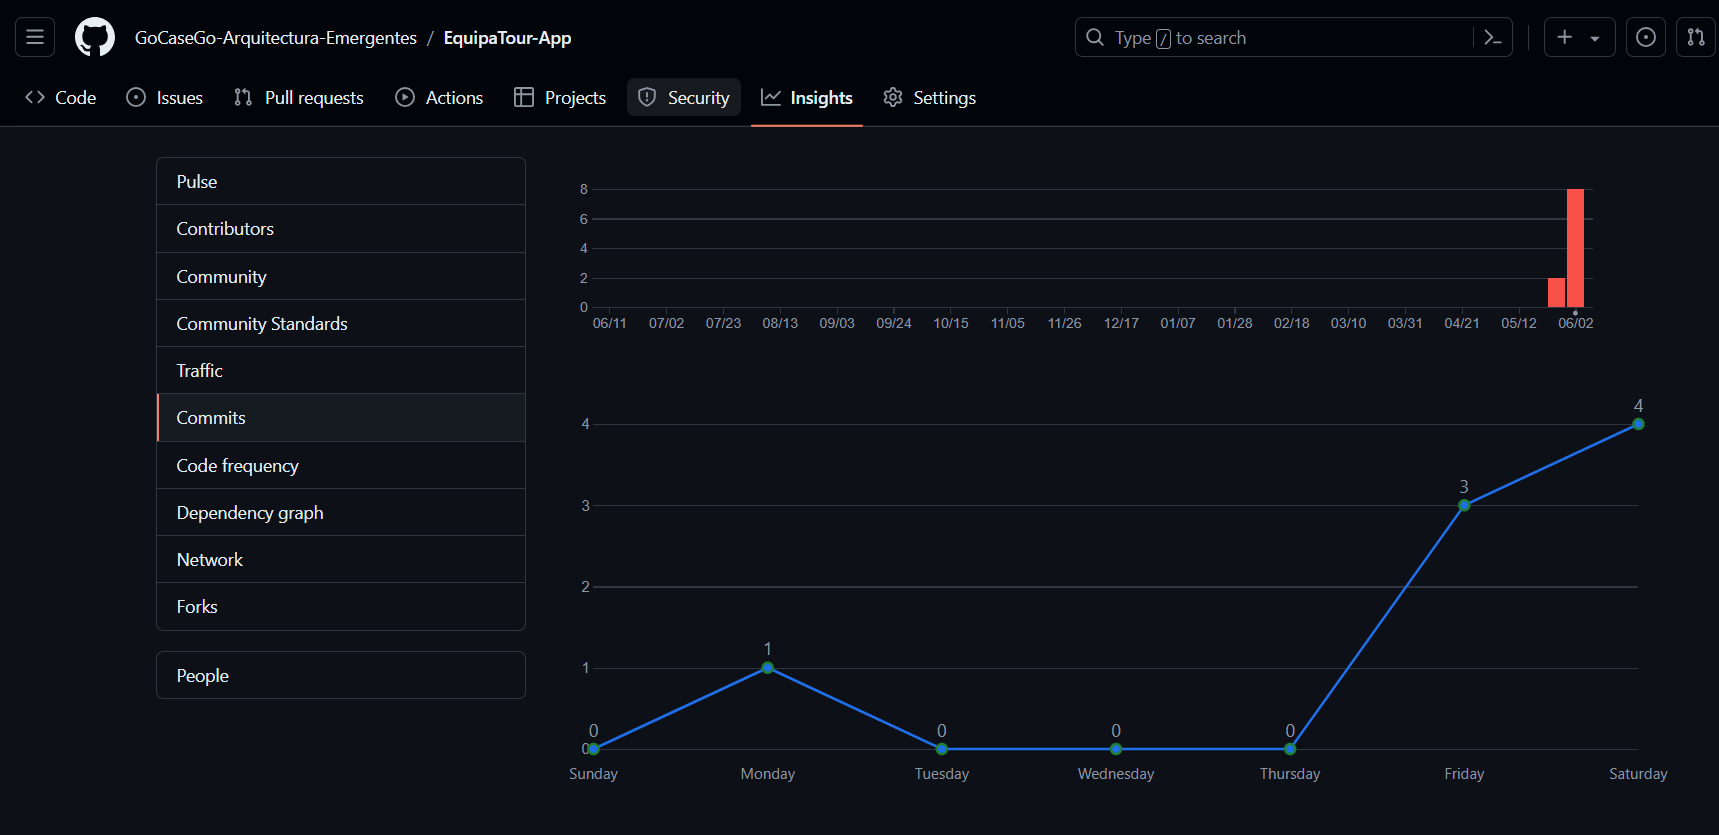 GoCaseGo-Arquitectura-Emergentes / EquipaTour-App
Type / to search
Code Issues Pull requests Actions Projects Security Insights Settings
Pulse
Contributors
Community
Community Standards
Traffic
Commits
Code frequency
Dependency graph
Network
Forks
People
8
6
4
2
0
06/11 07/02 07/23 08/13 09/03 09/24 10/15 11/05 11/26 12/17 01/07 01/28 02/18 03/10 03/31 04/21 05/12 06/02
4
4
3
3
2
1
1
0 0 0 0
0
Sunday Monday Tuesday Wednesday Thursday Friday Saturday